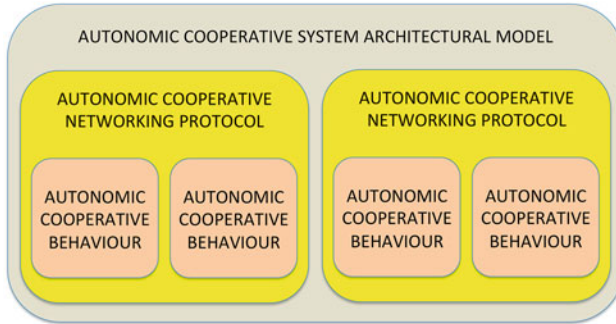 AUTONOMIC COOPERATIVE SYSTEM ARCHITECTURAL MODEL
AUTONOMIC COOPERATIVE
NETWORKING PROTOCOL
AUTONOMIC
COOPERATIVE
BEHAVIOUR
AUTONOMIC
COOPERATIVE
BEHAVIOUR
AUTONOMIC COOPERATIVE
NETWORKING PROTOCOL
AUTONOMIC
COOPERATIVE
BEHAVIOUR
AUTONOMIC
COOPERATIVE
BEHAVIOUR